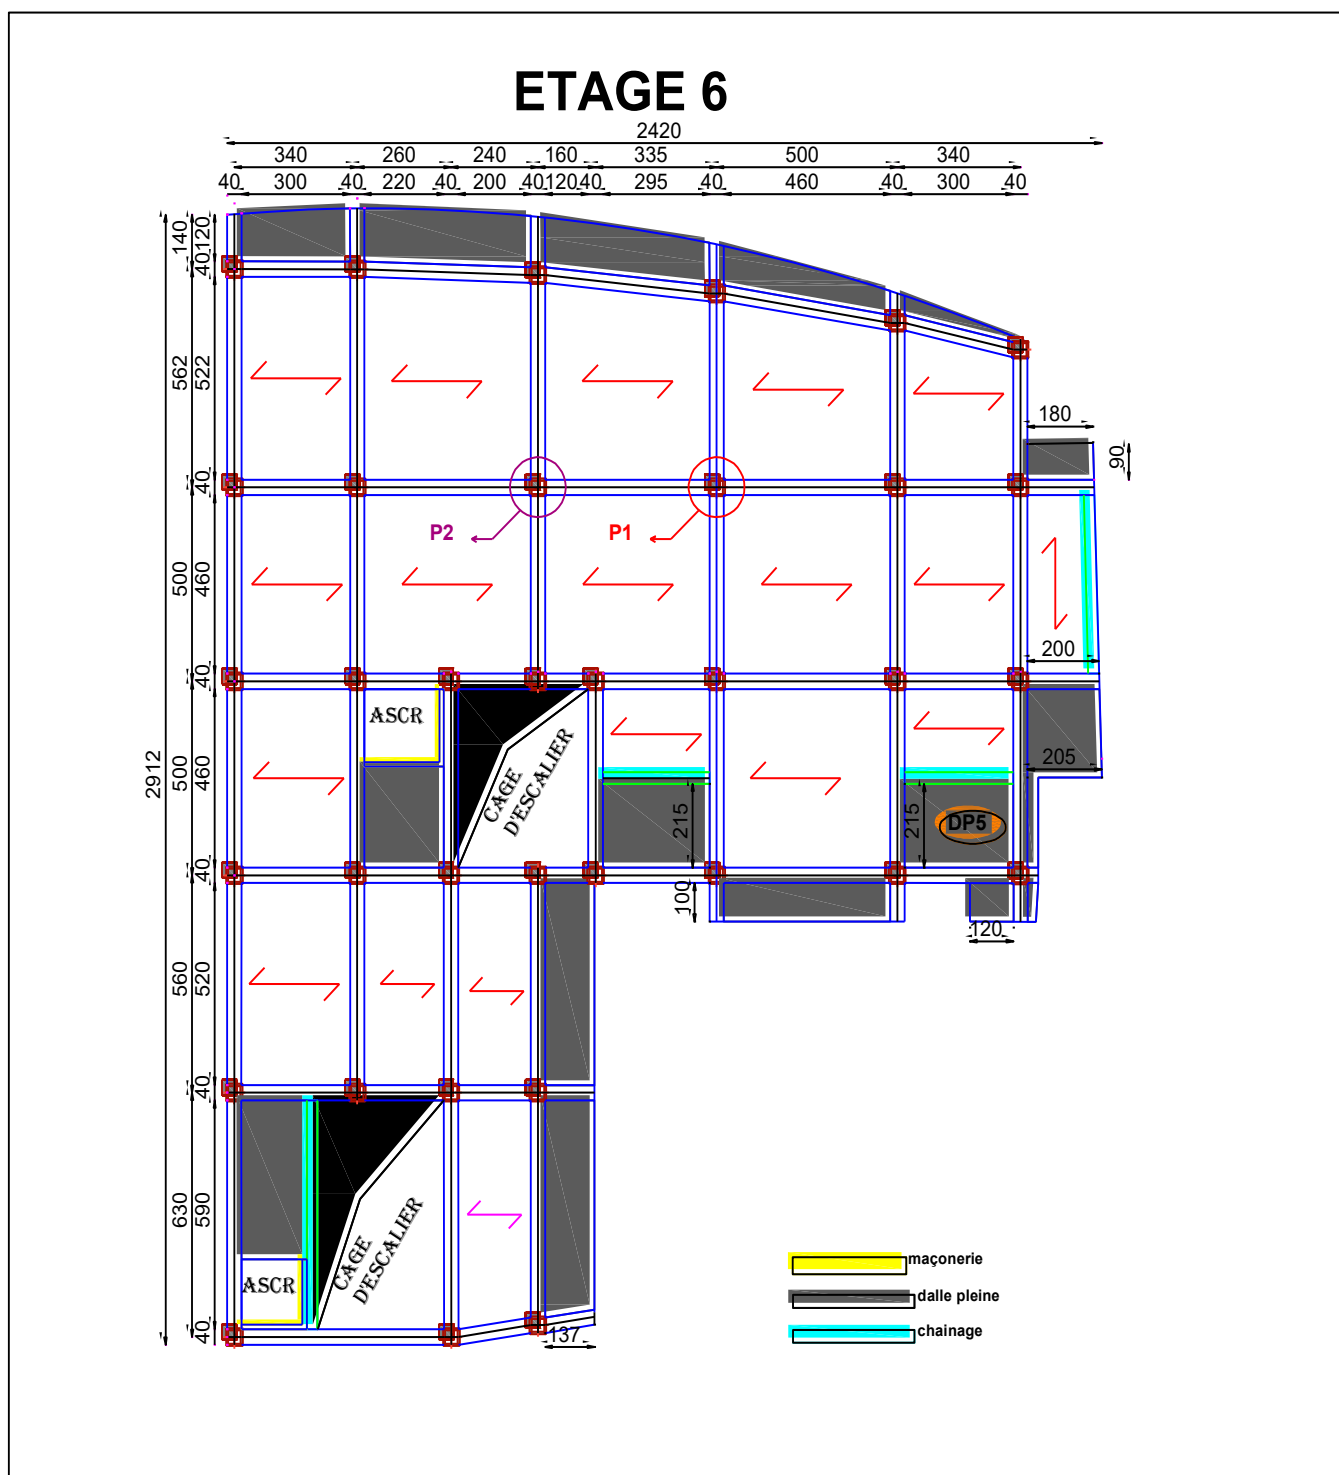 ETAGE 6
2420
340 260 240 160 335 500 340
40 300 40 220 40 200 40 120 40 295 40 460 40 300 40
140 120
40
562 522
180
90
40
P2 P1
500 460
200
40
ASCR
CAGE
D'ESCALIER
205
2912
500 460
215 215
DP5
40
100
120
560 520
40
630 590
CAGE
D'ESCALIER
ASCR
40
137
maçonerie
dalle pleine
chainage